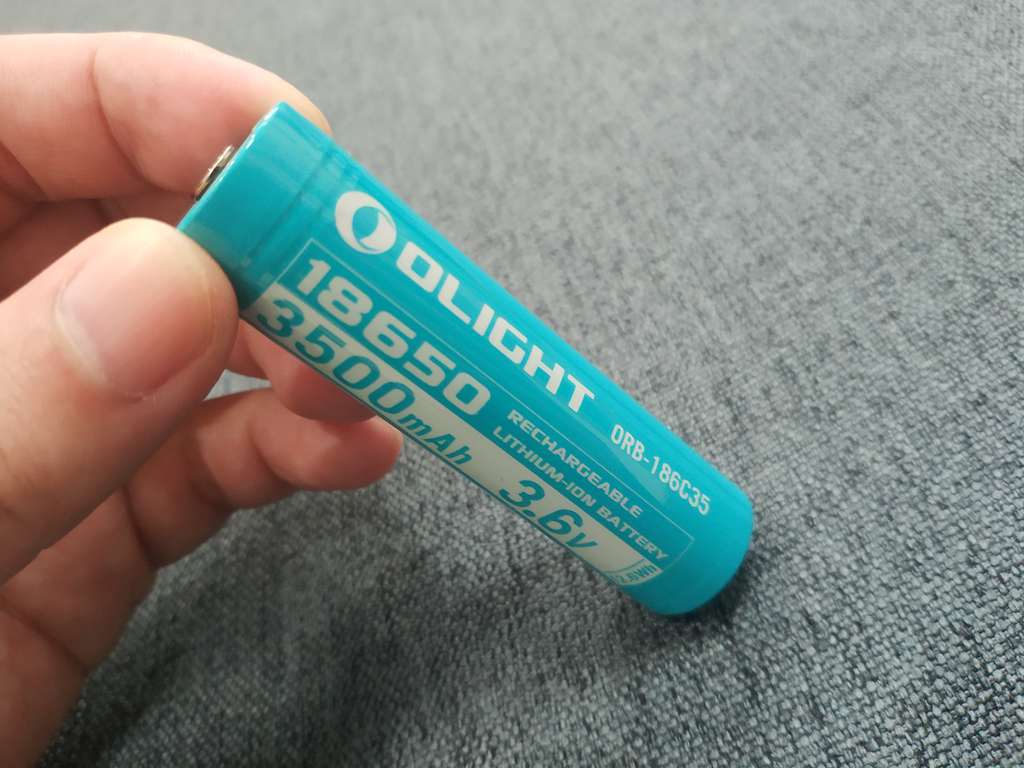 OLIGHT
18650
RECHARGEABLE
LITHIUM-ION BATTERY
3500mAh 3.6V
ORB-186C35